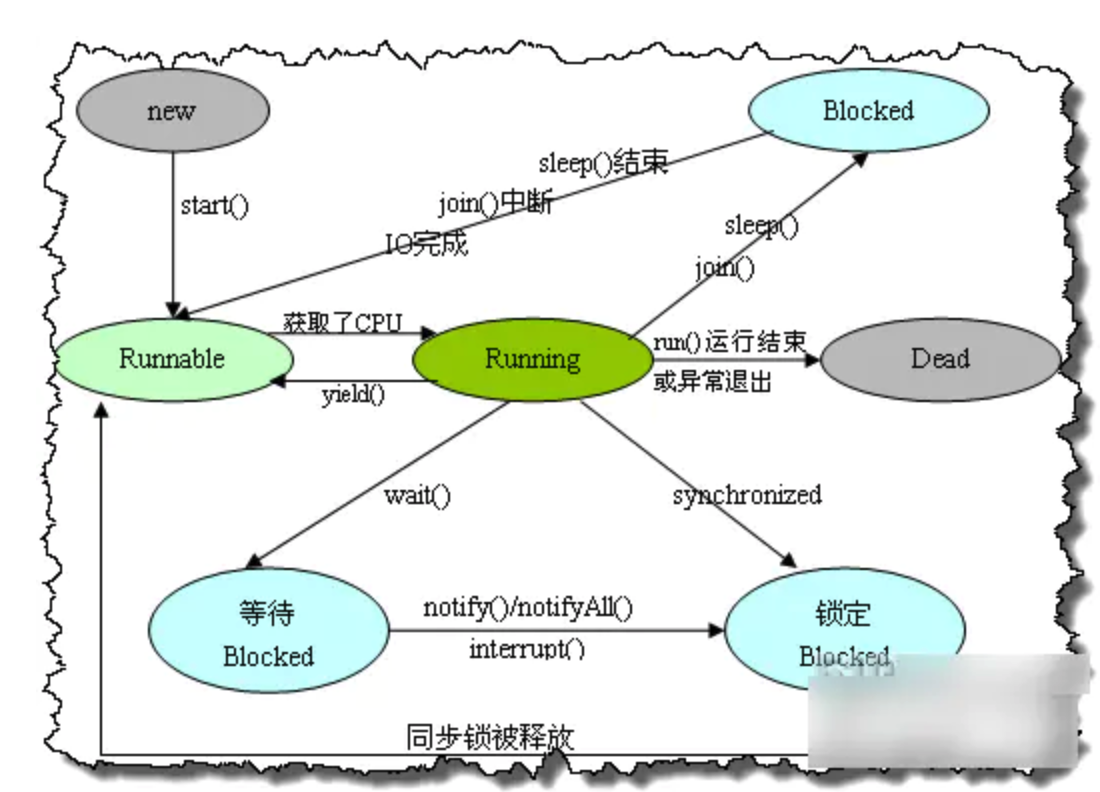 new
Blocked
sleep()结束
start()
join()中断
sleep()
IO完成
join()
获取了CPU
run()运行结束
Runnable
Running
Dead
yield()
或异常退出
wait()
synchronized
等待
notify()/notifyAll()
锁定
Blocked
interrupt()
Blocked
同步锁被释放